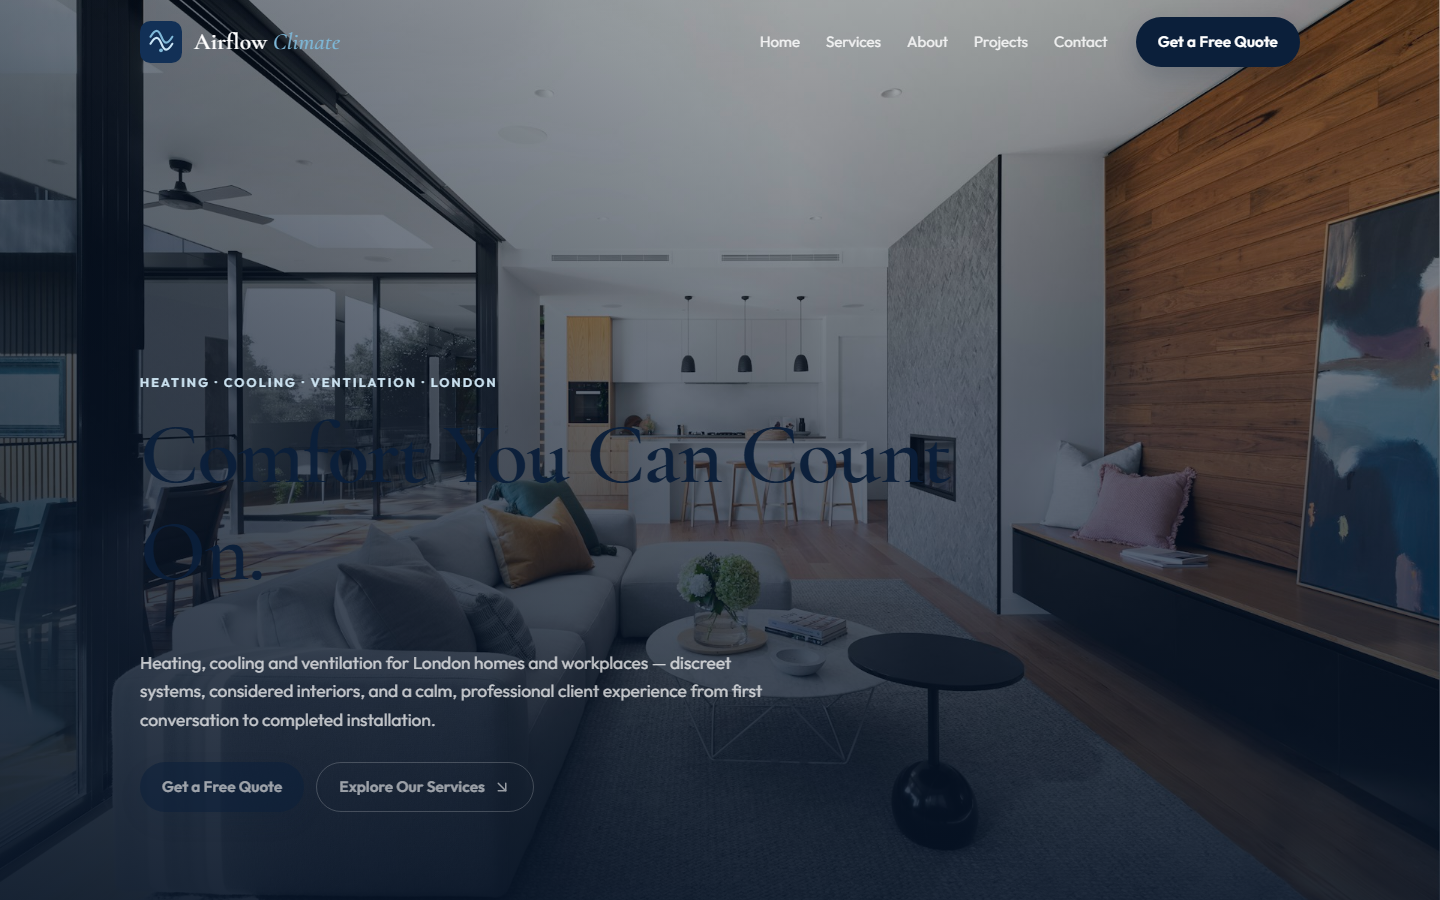 Airflow Climate
Home
Services
About
Projects
Contact
Get a Free Quote
HEATING · COOLING · VENTILATION · LONDON
Comfort You Can Count
On.
Heating, cooling and ventilation for London homes and workplaces — discreet
systems, considered interiors, and a calm, professional client experience from first
conversation to completed installation.
Get a Free Quote
Explore Our Services